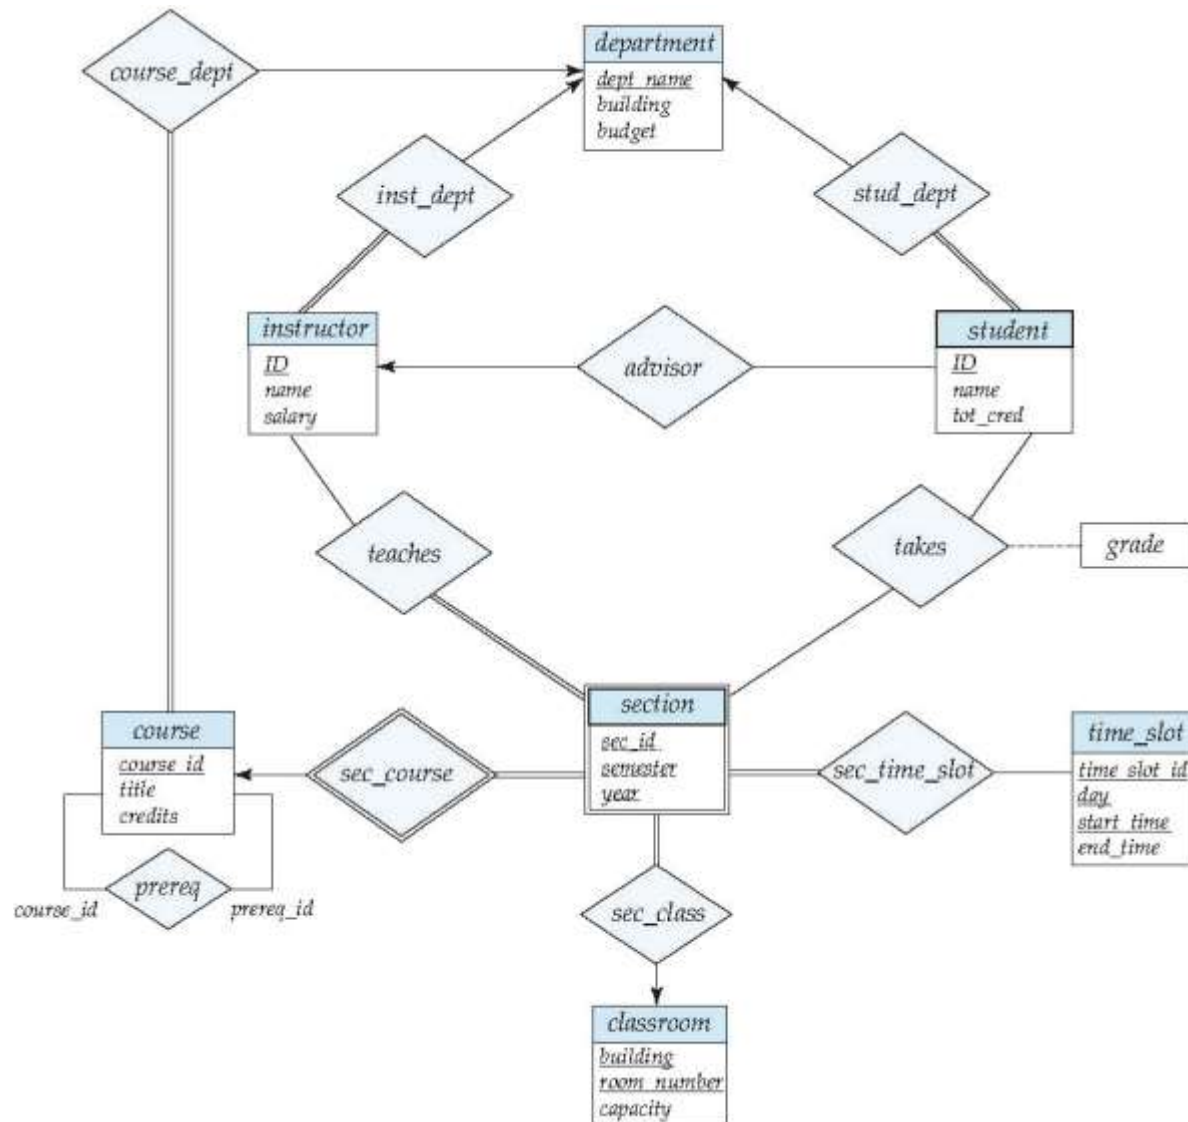 course_dept
department
dept_name
building
budget
inst_dept
stud_dept
instructor
ID
name
salary
advisor
student
ID
name
tot_cred
teaches
takes
grade
course
course_id
title
credits
sec_course
section
sec_id
semester
year
sec_time_slot
time_slot
time_slot_id
day
start_time
end_time
prereq
course_id
prereq_id
sec_class
classroom
building
room_number
capacity